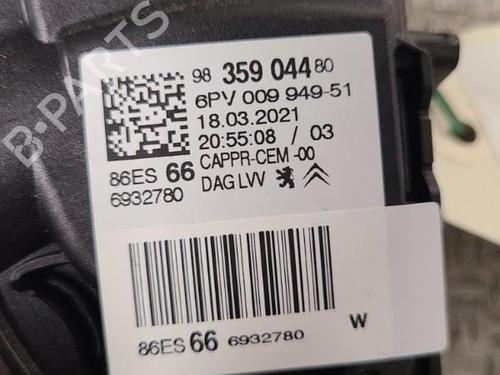 98 359 044 80
6PV 009 949-51
18.03.2021
20:55:08 / 03
86ES 66 CAPPR-CEM -00
6932780 DAG LVV
86ES 66 6932780 W
B-PARTS